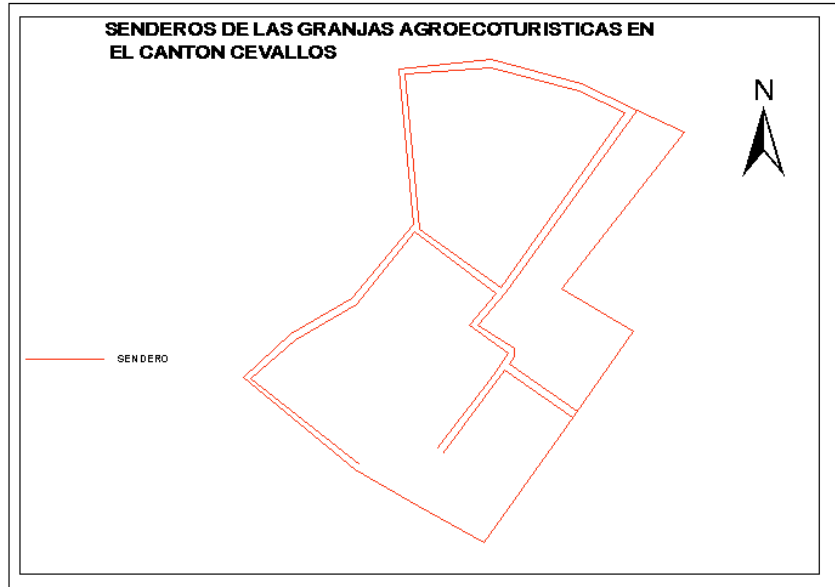 SENDEROS DE LAS GRANJAS AGROECOTURISTICAS EN
EL CANTON CEVALLOS
N
SENDERO